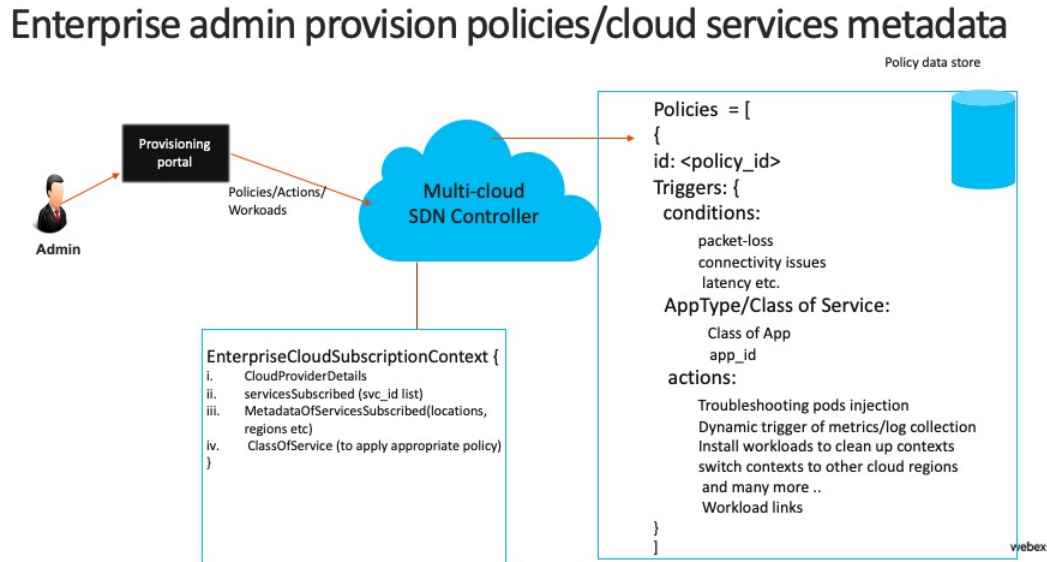 Enterprise admin provision policies/cloud services metadata
Policy data store
Provisioning
portal
Policies/Actions/
Workoads
Admin
Multi-cloud
SDN Controller
EnterpriseCloudSubscriptionContext {
i. CloudProviderDetails
ii. servicesSubscribed (svc_id list)
iii. MetadataOfServicesSubscribed(locations,
regions etc)
iv. ClassOfService (to apply appropriate policy)
}
Policies = [
{
id: <policy_id>
Triggers: {
conditions:
packet-loss
connectivity issues
latency etc.
AppType/Class of Service:
Class of App
app_id
actions:
Troubleshooting pods injection
Dynamic trigger of metrics/log collection
Install workloads to clean up contexts
switch contexts to other cloud regions
and many more ..
Workload links
}
]
webex